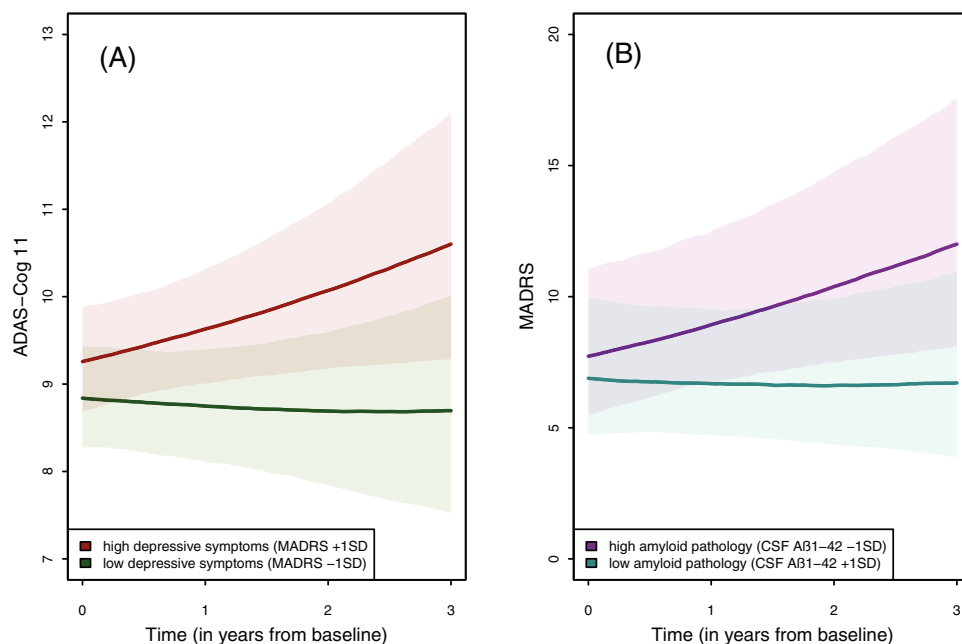 (A)
ADAS−Cog 11
13
12
11
10
9
8
7
high depressive symptoms (MADRS +1SD
low depressive symptoms (MADRS −1SD)
0 1 2 3
Time (in years from baseline)
(B)
MADRS
20
15
10
5
0
high amyloid pathology (CSF Aß1−42 −1SD)
low amyloid pathology (CSF Aß1−42 +1SD)
0 1 2 3
Time (in years from baseline)